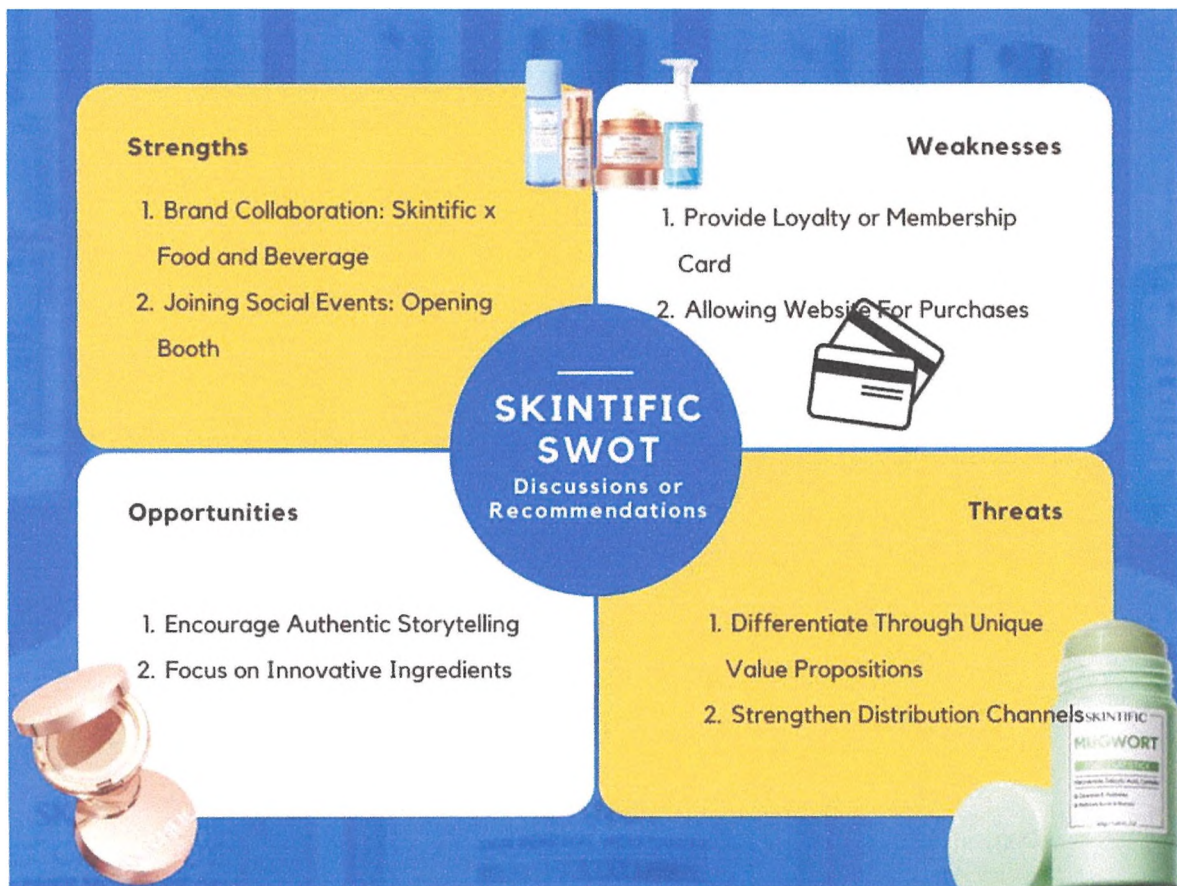 Strengths
1. Brand Collaboration: Skintific x
Food and Beverage
2. Joining Social Events: Opening
Booth
Weaknesses
1. Provide Loyalty or Membership
Card
2. Allowing Website For Purchases
SKINTIFIC
SWOT
Discussions or
Recommendations
Opportunities
1. Encourage Authentic Storytelling
2. Focus on Innovative Ingredients
Threats
1. Differentiate Through Unique
Value Propositions
2. Strengthen Distribution Channels
SKINTIFIC
MUGWORT